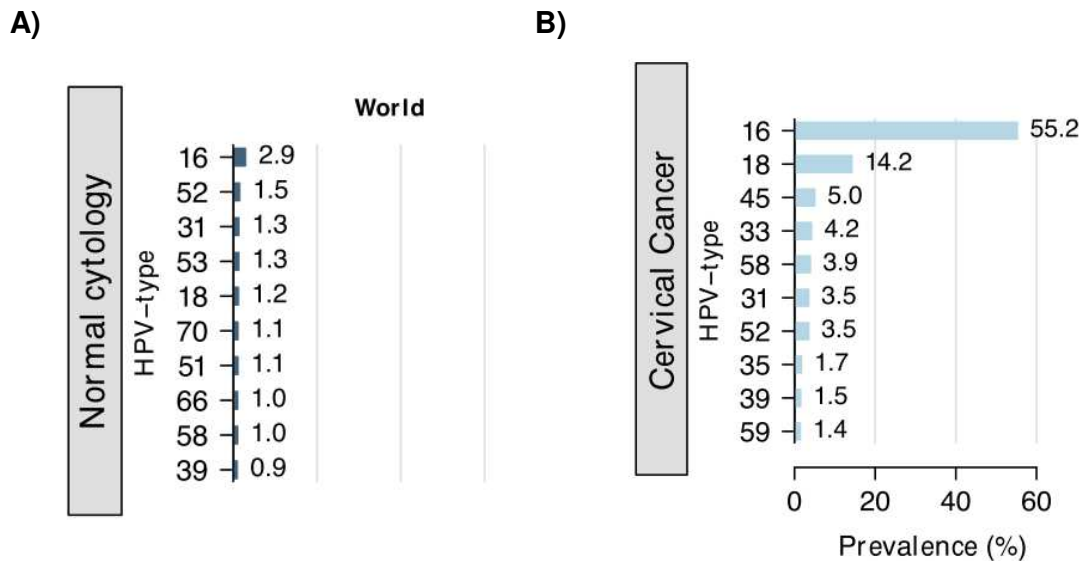 A)
World
Normal cytology
HPV−type
16 2.9
52 1.5
31 1.3
53 1.3
18 1.2
70 1.1
51 1.1
66 1.0
58 1.0
39 0.9
B)
Cervical Cancer
HPV−type
16 55.2
18 14.2
45 5.0
33 4.2
58 3.9
31 3.5
52 3.5
35 1.7
39 1.5
59 1.4
0 20 40 60
Prevalence (%)